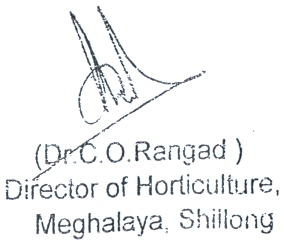 (Dr.C.O.Rangad )
Director of Horticulture,
Meghalaya, Shillong